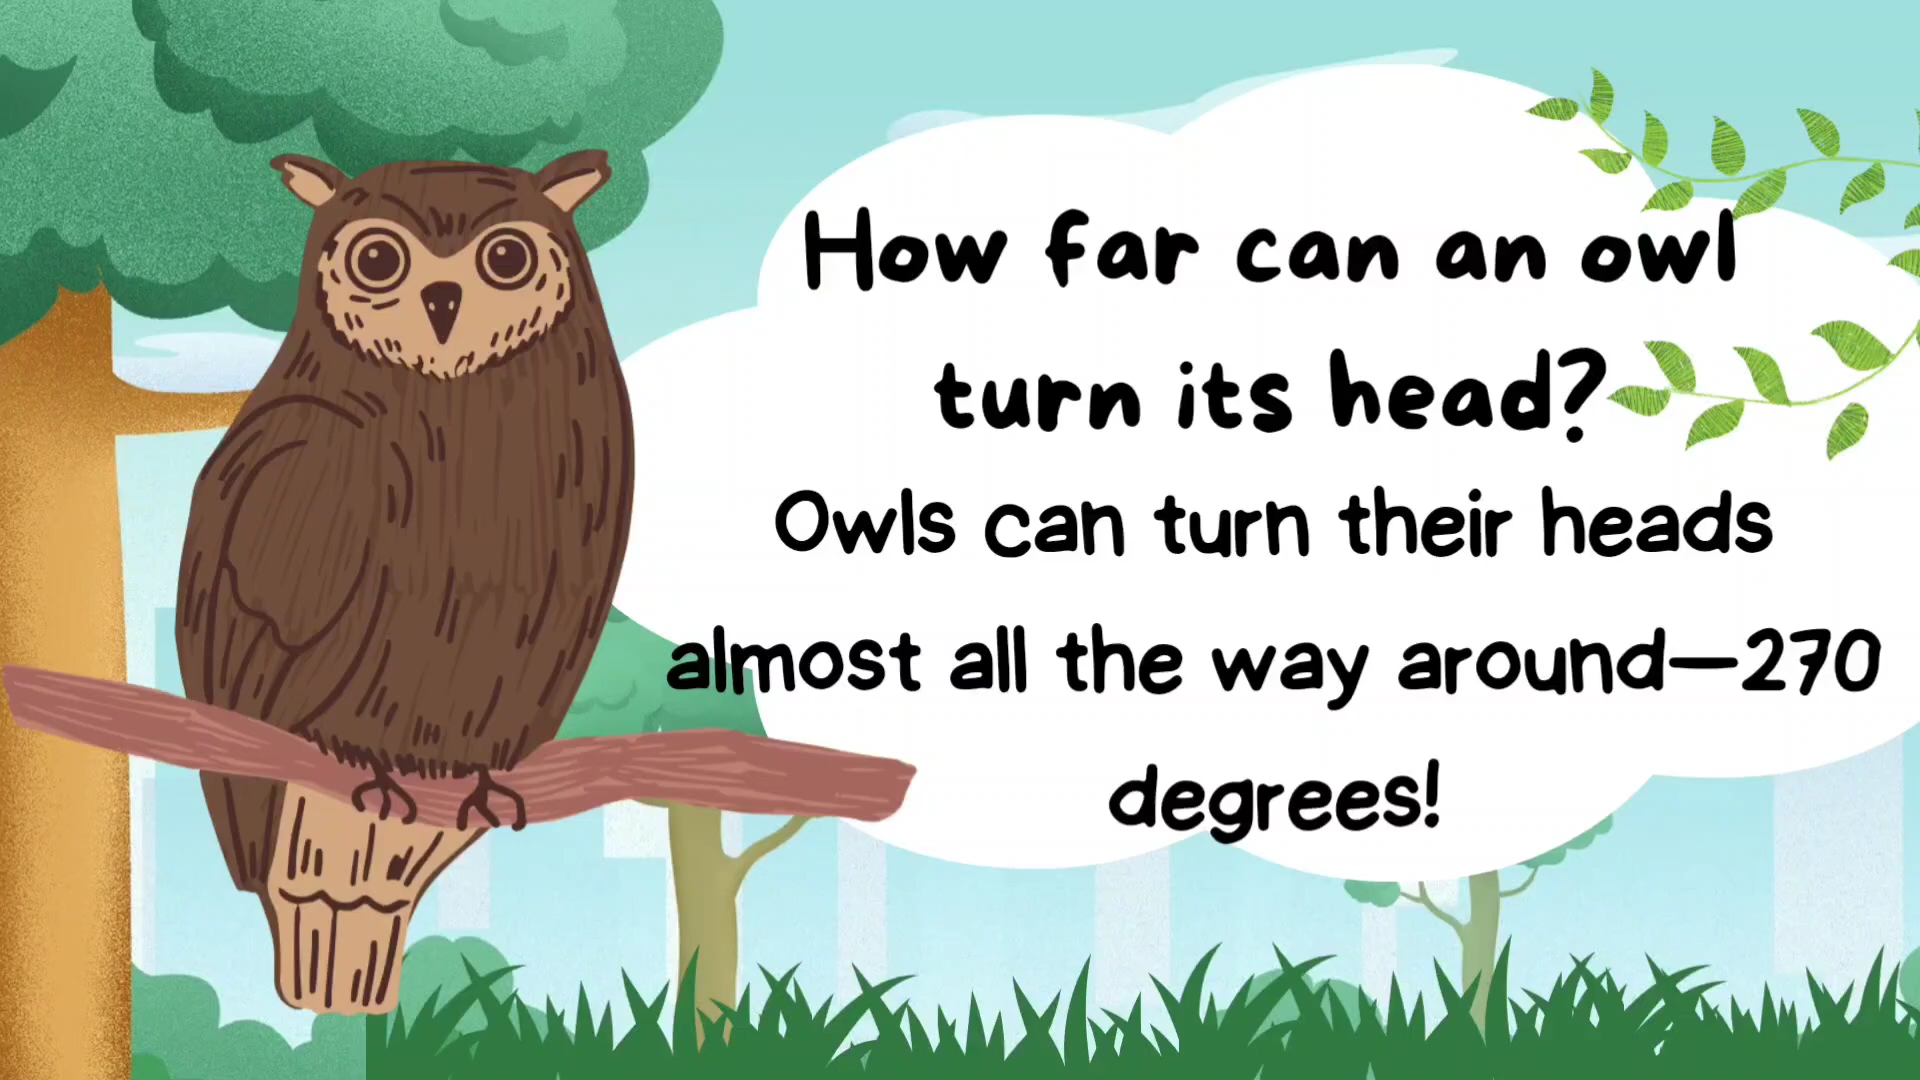 How far can an owl
turn its head?
Owls can turn their heads
almost all the way around—270
degrees!